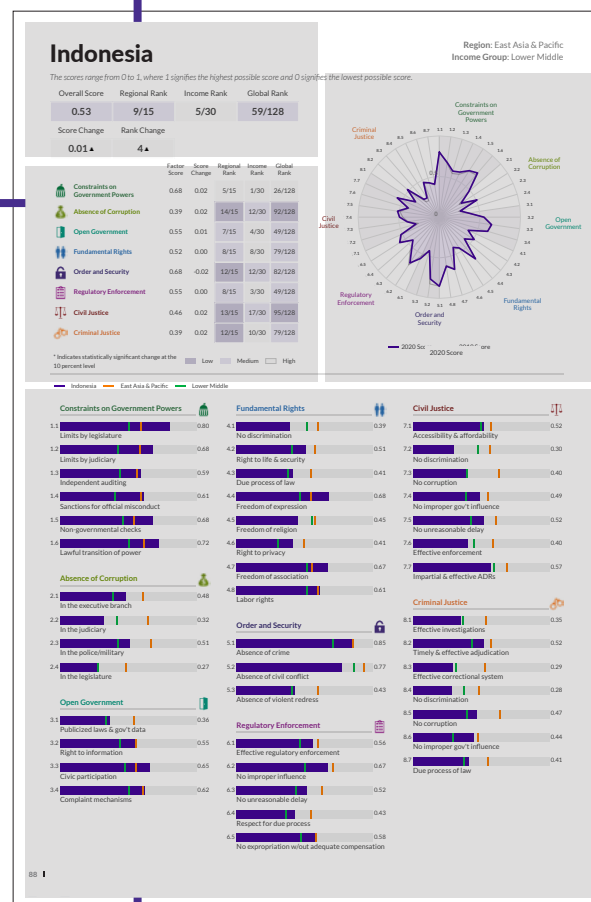 Indonesia
Region: East Asia & Pacific
Income Group: Lower Middle
The scores range from 0 to 1, where 1 signifies the highest possible score and 0 signifies the lowest possible score.
Overall Score Regional Rank Income Rank Global Rank
0.53 9/15 5/30 59/128
Score Change Rank Change
0.01▲ 4▲
Factor Score Score Change Regional Rank Income Rank Global Rank
Constraints on Government Powers 0.68 0.02 5/15 1/30 26/128
Absence of Corruption 0.39 0.02 14/15 12/30 92/128
Open Government 0.55 0.01 7/15 4/30 49/128
Fundamental Rights 0.52 0.00 8/15 8/30 79/128
Order and Security 0.68 -0.02 12/15 12/30 82/128
Regulatory Enforcement 0.55 0.00 8/15 3/30 49/128
Civil Justice 0.46 0.02 13/15 17/30 95/128
Criminal Justice 0.39 0.02 12/15 10/30 79/128
* Indicates statistically significant change at the
10 percent level
Low Medium High
Constraints on
Government
Powers
Absence of
Corruption
Open
Government
Fundamental
Rights
Order and
Security
Regulatory
Enforcement
Civil
Justice
Criminal
Justice
2020 Score
Indonesia East Asia & Pacific Lower Middle
Constraints on Government Powers
1.1 0.80
Limits by legislature
1.2 0.68
Limits by judiciary
1.3 0.59
Independent auditing
1.4 0.61
Sanctions for official misconduct
1.5 0.68
Non-governmental checks
1.6 0.72
Lawful transition of power
Absence of Corruption
2.1 0.48
In the executive branch
2.2 0.32
In the judiciary
2.3 0.51
In the police/military
2.4 0.27
In the legislature
Open Government
3.1 0.36
Publicized laws & gov't data
3.2 0.55
Right to information
3.3 0.65
Civic participation
3.4 0.62
Complaint mechanisms
Fundamental Rights
4.1 0.39
No discrimination
4.2 0.51
Right to life & security
4.3 0.41
Due process of law
4.4 0.68
Freedom of expression
4.5 0.45
Freedom of religion
4.6 0.41
Right to privacy
4.7 0.67
Freedom of association
4.8 0.61
Labor rights
Order and Security
5.1 0.85
Absence of crime
5.2 0.77
Absence of civil conflict
5.3 0.43
Absence of violent redress
Regulatory Enforcement
6.1 0.56
Effective regulatory enforcement
6.2 0.67
No improper influence
6.3 0.52
No unreasonable delay
6.4 0.43
Respect for due process
6.5 0.58
No expropriation w/out adequate compensation
Civil Justice
7.1 0.52
Accessibility & affordability
7.2 0.30
No discrimination
7.3 0.40
No corruption
7.4 0.49
No improper gov't influence
7.5 0.52
No unreasonable delay
7.6 0.40
Effective enforcement
7.7 0.57
Impartial & effective ADRs
Criminal Justice
8.1 0.35
Effective investigations
8.2 0.52
Timely & effective adjudication
8.3 0.29
Effective correctional system
8.4 0.28
No discrimination
8.5 0.47
No corruption
8.6 0.44
No improper gov't influence
8.7 0.41
Due process of law
88